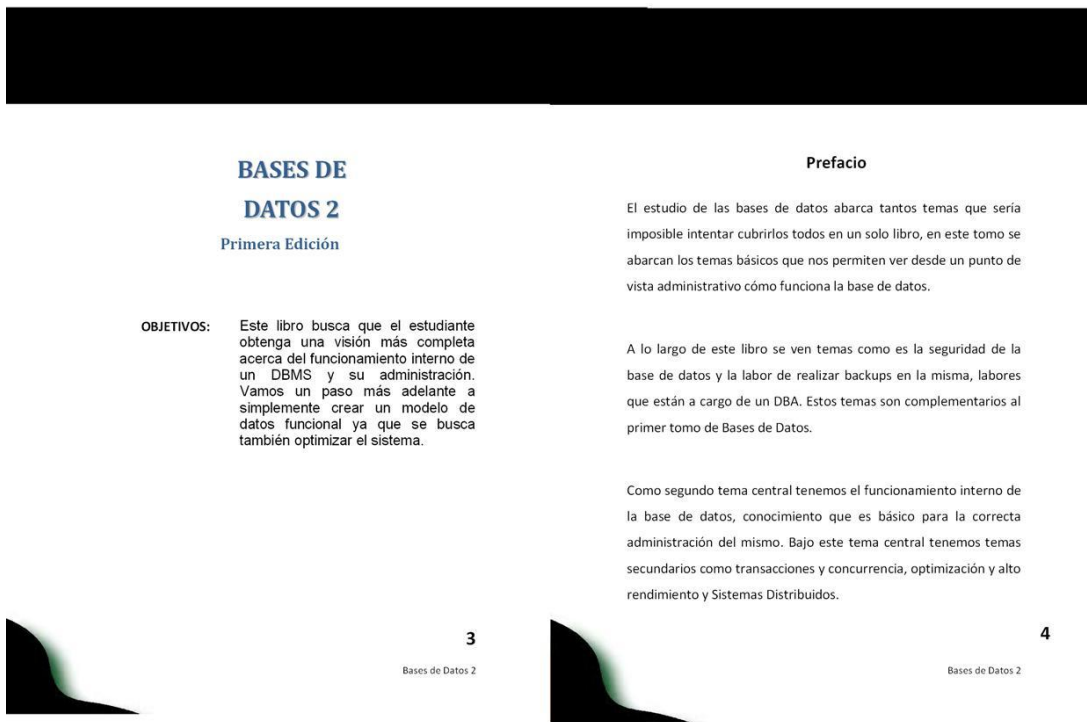 BASES DE
DATOS 2
Primera Edición
OBJETIVOS: Este libro busca que el estudiante
obtenga una visión más completa
acerca del funcionamiento interno de
un DBMS y su administración.
Vamos un paso más adelante a
simplemente crear un modelo de
datos funcional ya que se busca
también optimizar el sistema.
3
Bases de Datos 2
Prefacio
El estudio de las bases de datos abarca tantos temas que sería
imposible intentar cubrirlos todos en un solo libro, en este tomo se
abarcan los temas básicos que nos permiten ver desde un punto de
vista administrativo cómo funciona la base de datos.
A lo largo de este libro se ven temas como es la seguridad de la
base de datos y la labor de realizar backups en la misma, labores
que están a cargo de un DBA. Estos temas son complementarios al
primer tomo de Bases de Datos.
Como segundo tema central tenemos el funcionamiento interno de
la base de datos, conocimiento que es básico para la correcta
administración del mismo. Bajo este tema central tenemos temas
secundarios como transacciones y concurrencia, optimización y alto
rendimiento y Sistemas Distribuidos.
4
Bases de Datos 2